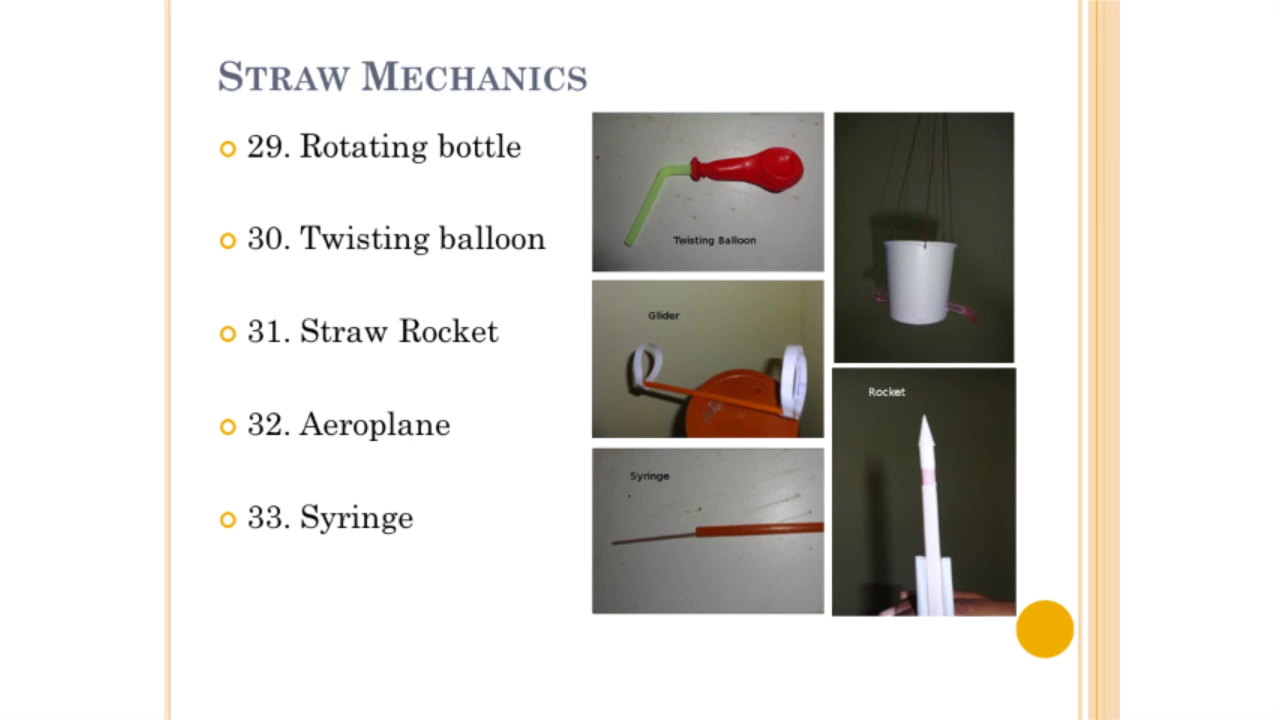 STRAW MECHANICS
29. Rotating bottle
30. Twisting balloon
31. Straw Rocket
32. Aeroplane
33. Syringe
Twisting Balloon
Glider
Syringe
Rocket